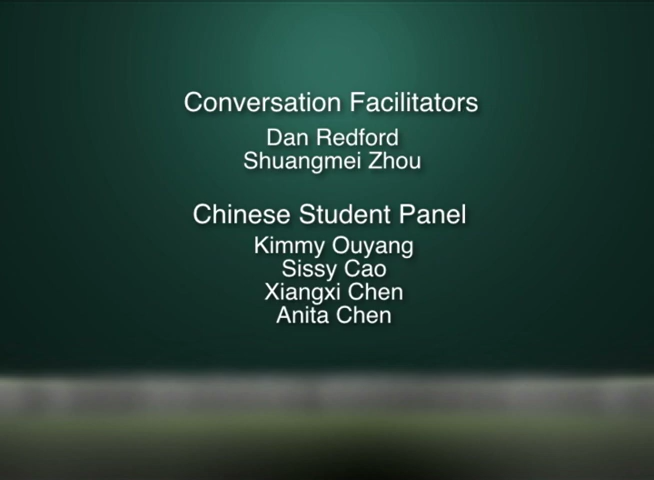 Conversation Facilitators
Dan Redford
Shuangmei Zhou
Chinese Student Panel
Kimmy Ouyang
Sissy Cao
Xiangxi Chen
Anita Chen